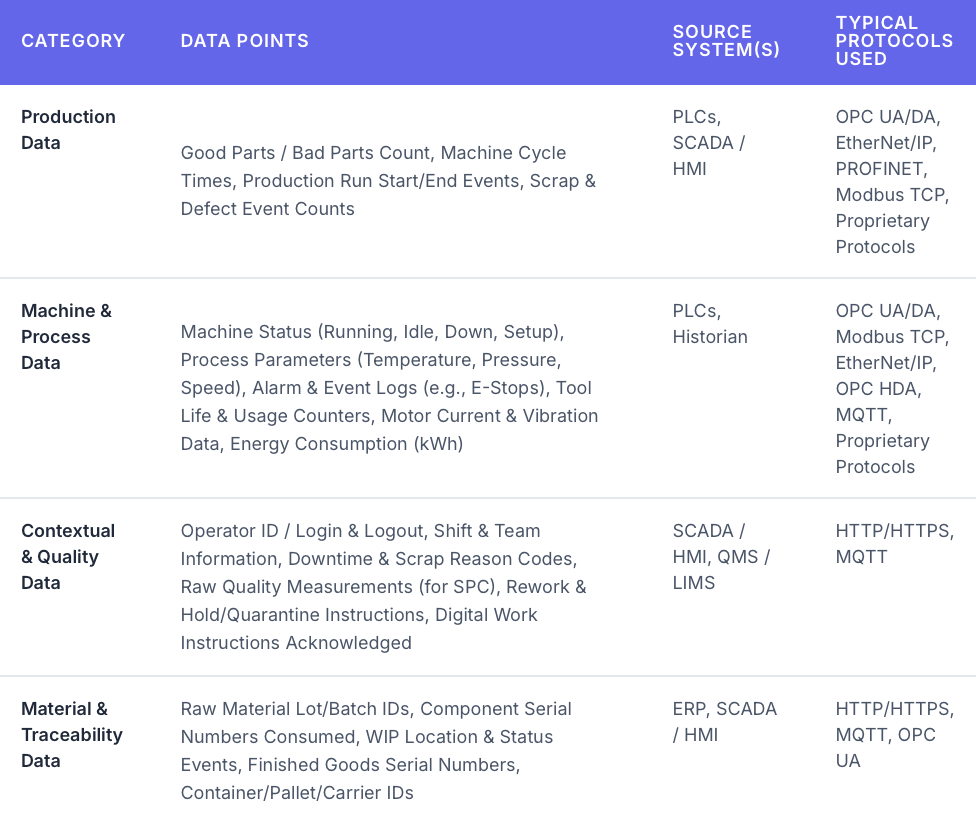 CATEGORY
DATA POINTS
SOURCE
SYSTEM(S)
TYPICAL
PROTOCOLS
USED
Production
Data
Good Parts / Bad Parts Count, Machine Cycle
Times, Production Run Start/End Events, Scrap &
Defect Event Counts
PLCs,
SCADA /
HMI
OPC UA/DA,
EtherNet/IP,
PROFINET,
Modbus TCP,
Proprietary
Protocols
Machine &
Process
Data
Machine Status (Running, Idle, Down, Setup),
Process Parameters (Temperature, Pressure,
Speed), Alarm & Event Logs (e.g., E-Stops), Tool
Life & Usage Counters, Motor Current & Vibration
Data, Energy Consumption (kWh)
PLCs,
Historian
OPC UA/DA,
Modbus TCP,
EtherNet/IP,
OPC HDA,
MQTT,
Proprietary
Protocols
Contextual
& Quality
Data
Operator ID / Login & Logout, Shift & Team
Information, Downtime & Scrap Reason Codes,
Raw Quality Measurements (for SPC), Rework &
Hold/Quarantine Instructions, Digital Work
Instructions Acknowledged
SCADA /
HMI, QMS /
LIMS
HTTP/HTTPS,
MQTT
Material &
Traceability
Data
Raw Material Lot/Batch IDs, Component Serial
Numbers Consumed, WIP Location & Status
Events, Finished Goods Serial Numbers,
Container/Pallet/Carrier IDs
ERP, SCADA
/ HMI
HTTP/HTTPS,
MQTT, OPC
UA